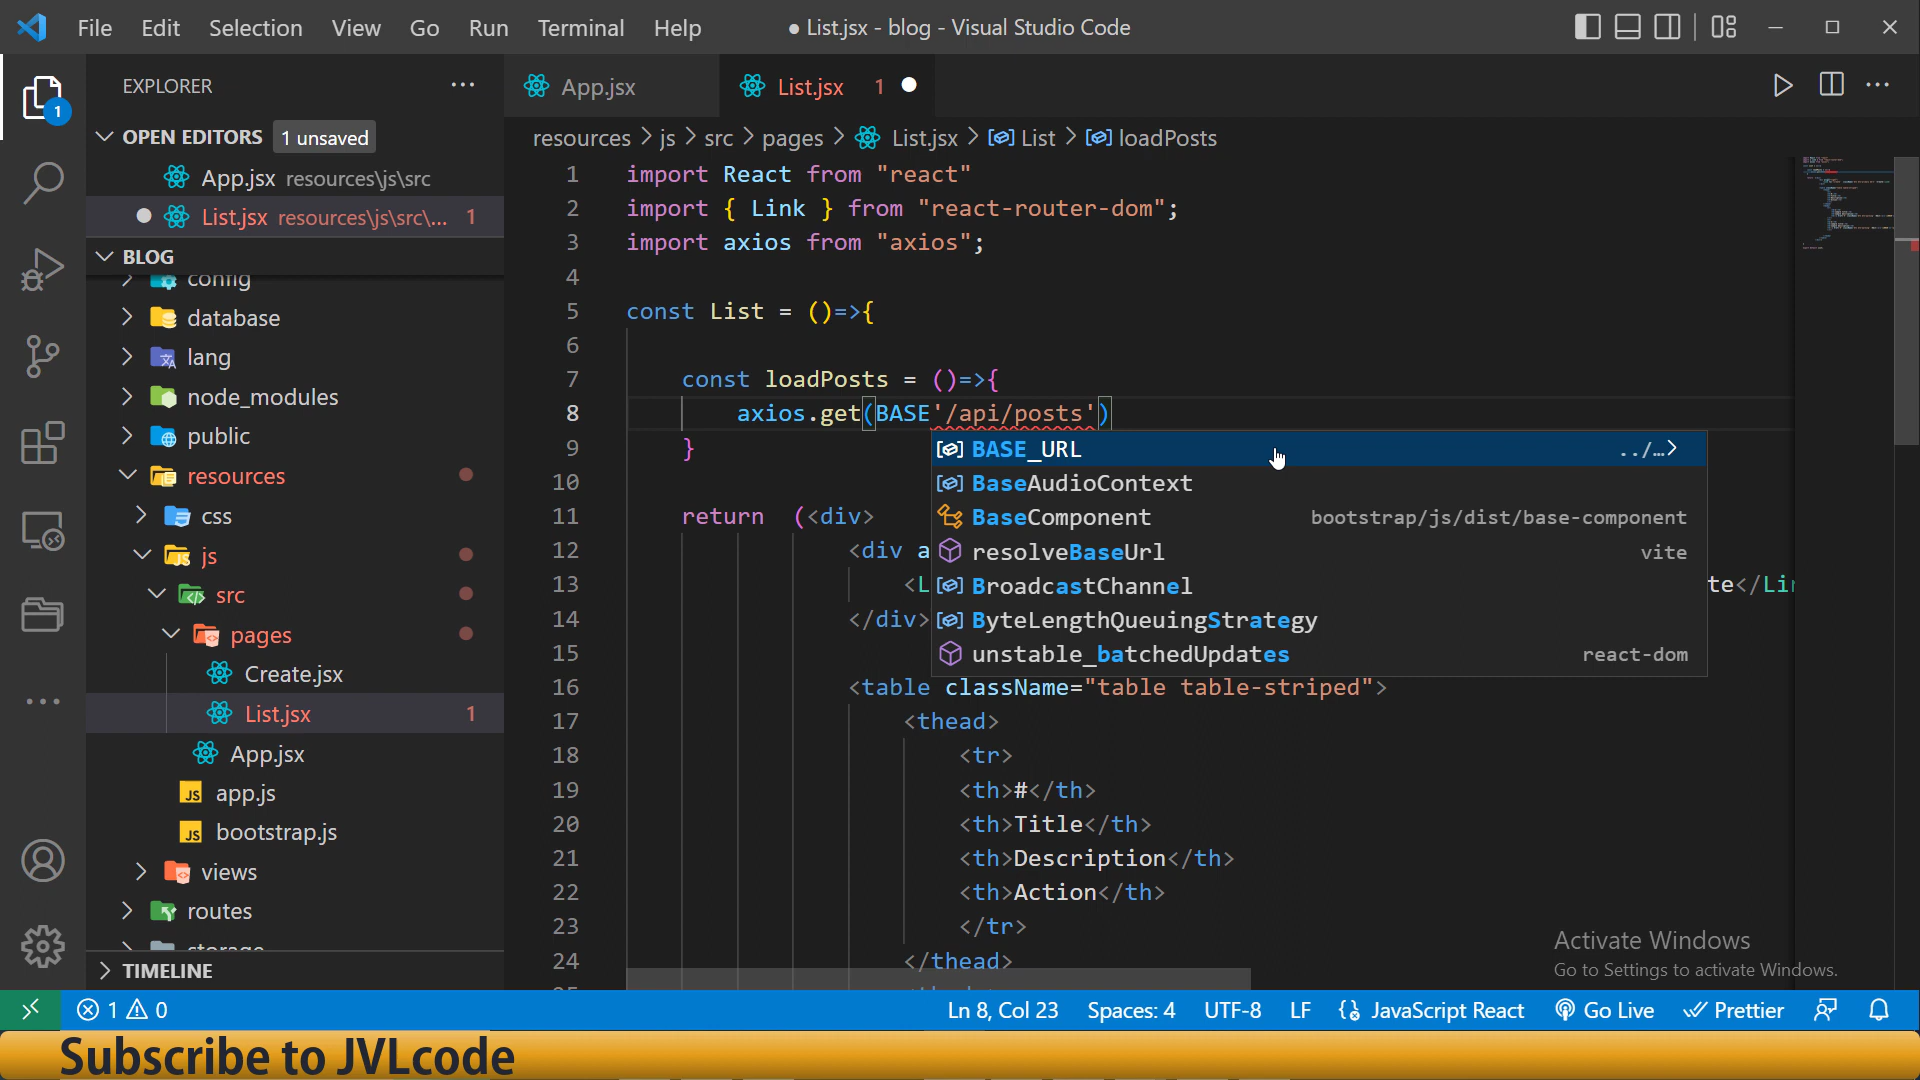 File Edit Selection View Go Run Terminal Help ● List.jsx - blog - Visual Studio Code
EXPLORER
App.jsx
List.jsx 1
OPEN EDITORS 1 unsaved
App.jsx resources\js\src
List.jsx resources\js\src\... 1
BLOG
config
database
lang
node_modules
public
resources
css
js
src
pages
Create.jsx
List.jsx 1
App.jsx
app.js
bootstrap.js
views
routes
storage
TIMELINE
1
resources > js > src > pages > List.jsx > List > loadPosts
1 import React from "react"
2 import { Link } from "react-router-dom";
3 import axios from "axios";
4
5 const List = ()=>{
6
7 const loadPosts = ()=>{
8 axios.get(BASE'/api/posts')
9 }
10
11 return (<div>
12 <div a
13 <L te</Lin
14 </div>
15
16 <table className="table table-striped">
17 <thead>
18 <tr>
19 <th>#</th>
20 <th>Title</th>
21 <th>Description</th>
22 <th>Action</th>
23 </tr>
24 </thead>
BASE_URL ../…>
BaseAudioContext
BaseComponent bootstrap/js/dist/base-component
resolveBaseUrl vite
BroadcastChannel
ByteLengthQueuingStrategy
unstable_batchedUpdates react-dom
Activate Windows
Go to Settings to activate Windows.
1 0 Ln 8, Col 23 Spaces: 4 UTF-8 LF JavaScript React Go Live Prettier
Subscribe to JVLcode